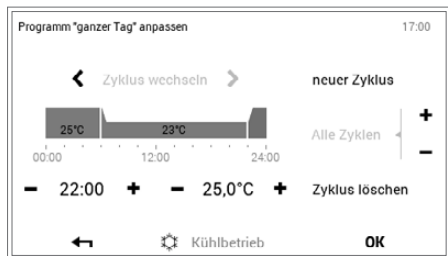 Programm "ganzer Tag" anpassen 17:00
Zyklus wechseln neuer Zyklus
25°C 23°C
Alle Zyklen
00:00 12:00 24:00
– 22:00 + – 25,0°C + Zyklus löschen
Kühlbetrieb OK